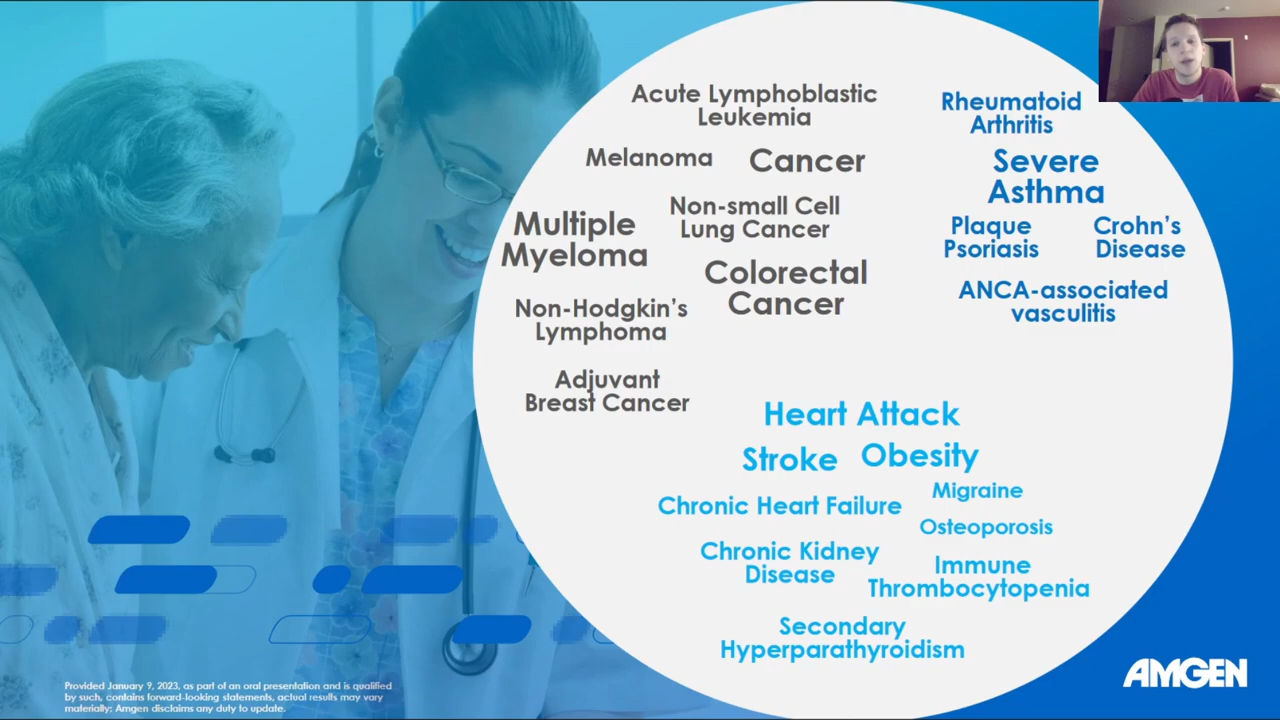 Acute Lymphoblastic
Leukemia
Melanoma
Cancer
Multiple
Myeloma
Non-small Cell
Lung Cancer
Colorectal
Cancer
Non-Hodgkin's
Lymphoma
Adjuvant
Breast Cancer
Rheumatoid
Arthritis
Severe
Asthma
Plaque
Psoriasis
Crohn's
Disease
ANCA-associated
vasculitis
Heart Attack
Stroke
Obesity
Chronic Heart Failure
Migraine
Osteoporosis
Chronic Kidney
Disease
Immune
Thrombocytopenia
Secondary
Hyperparathyroidism
Provided January 9, 2023, as part of an oral presentation and is qualified
by such, contains forward-looking statements, actual results may vary
materially; Amgen disclaims any duty to update.
AMGEN